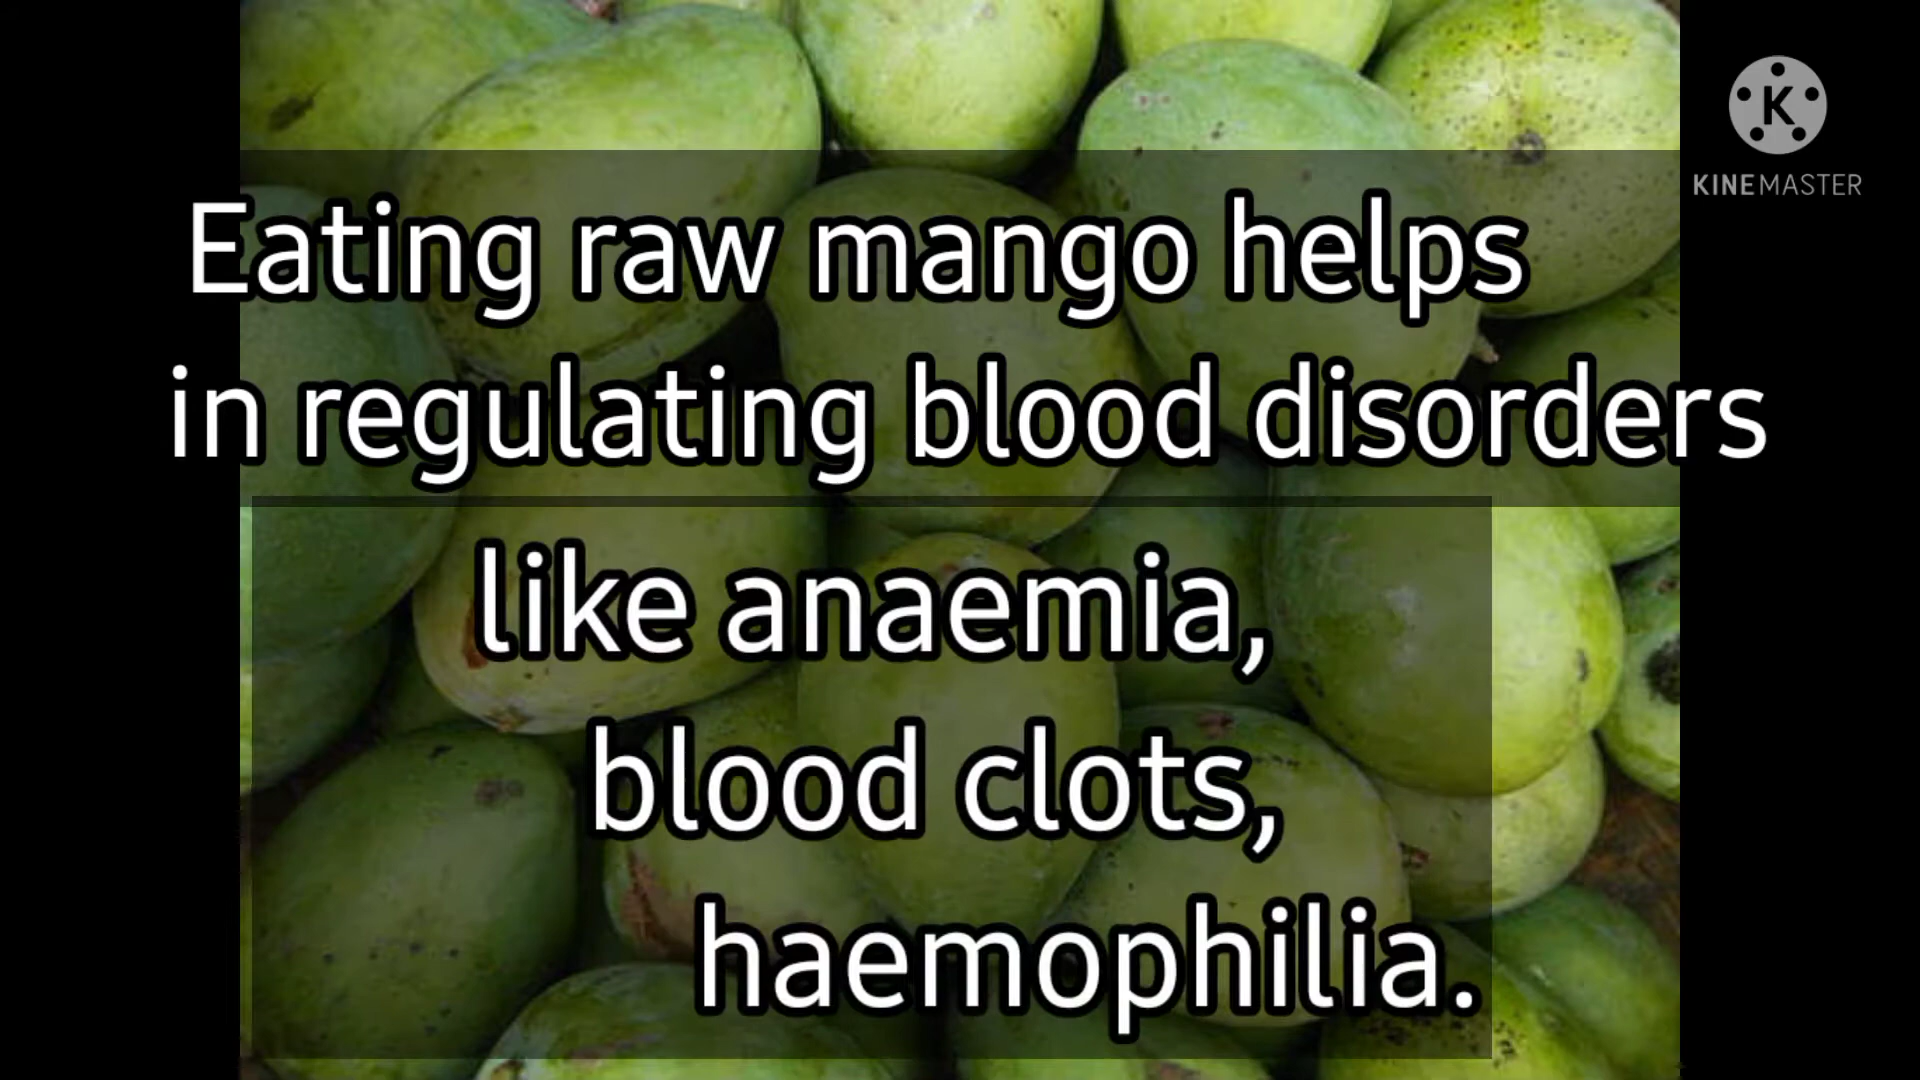 KINEMASTER
Eating raw mango helps
in regulating blood disorders
like anaemia,
blood clots,
haemophilia.